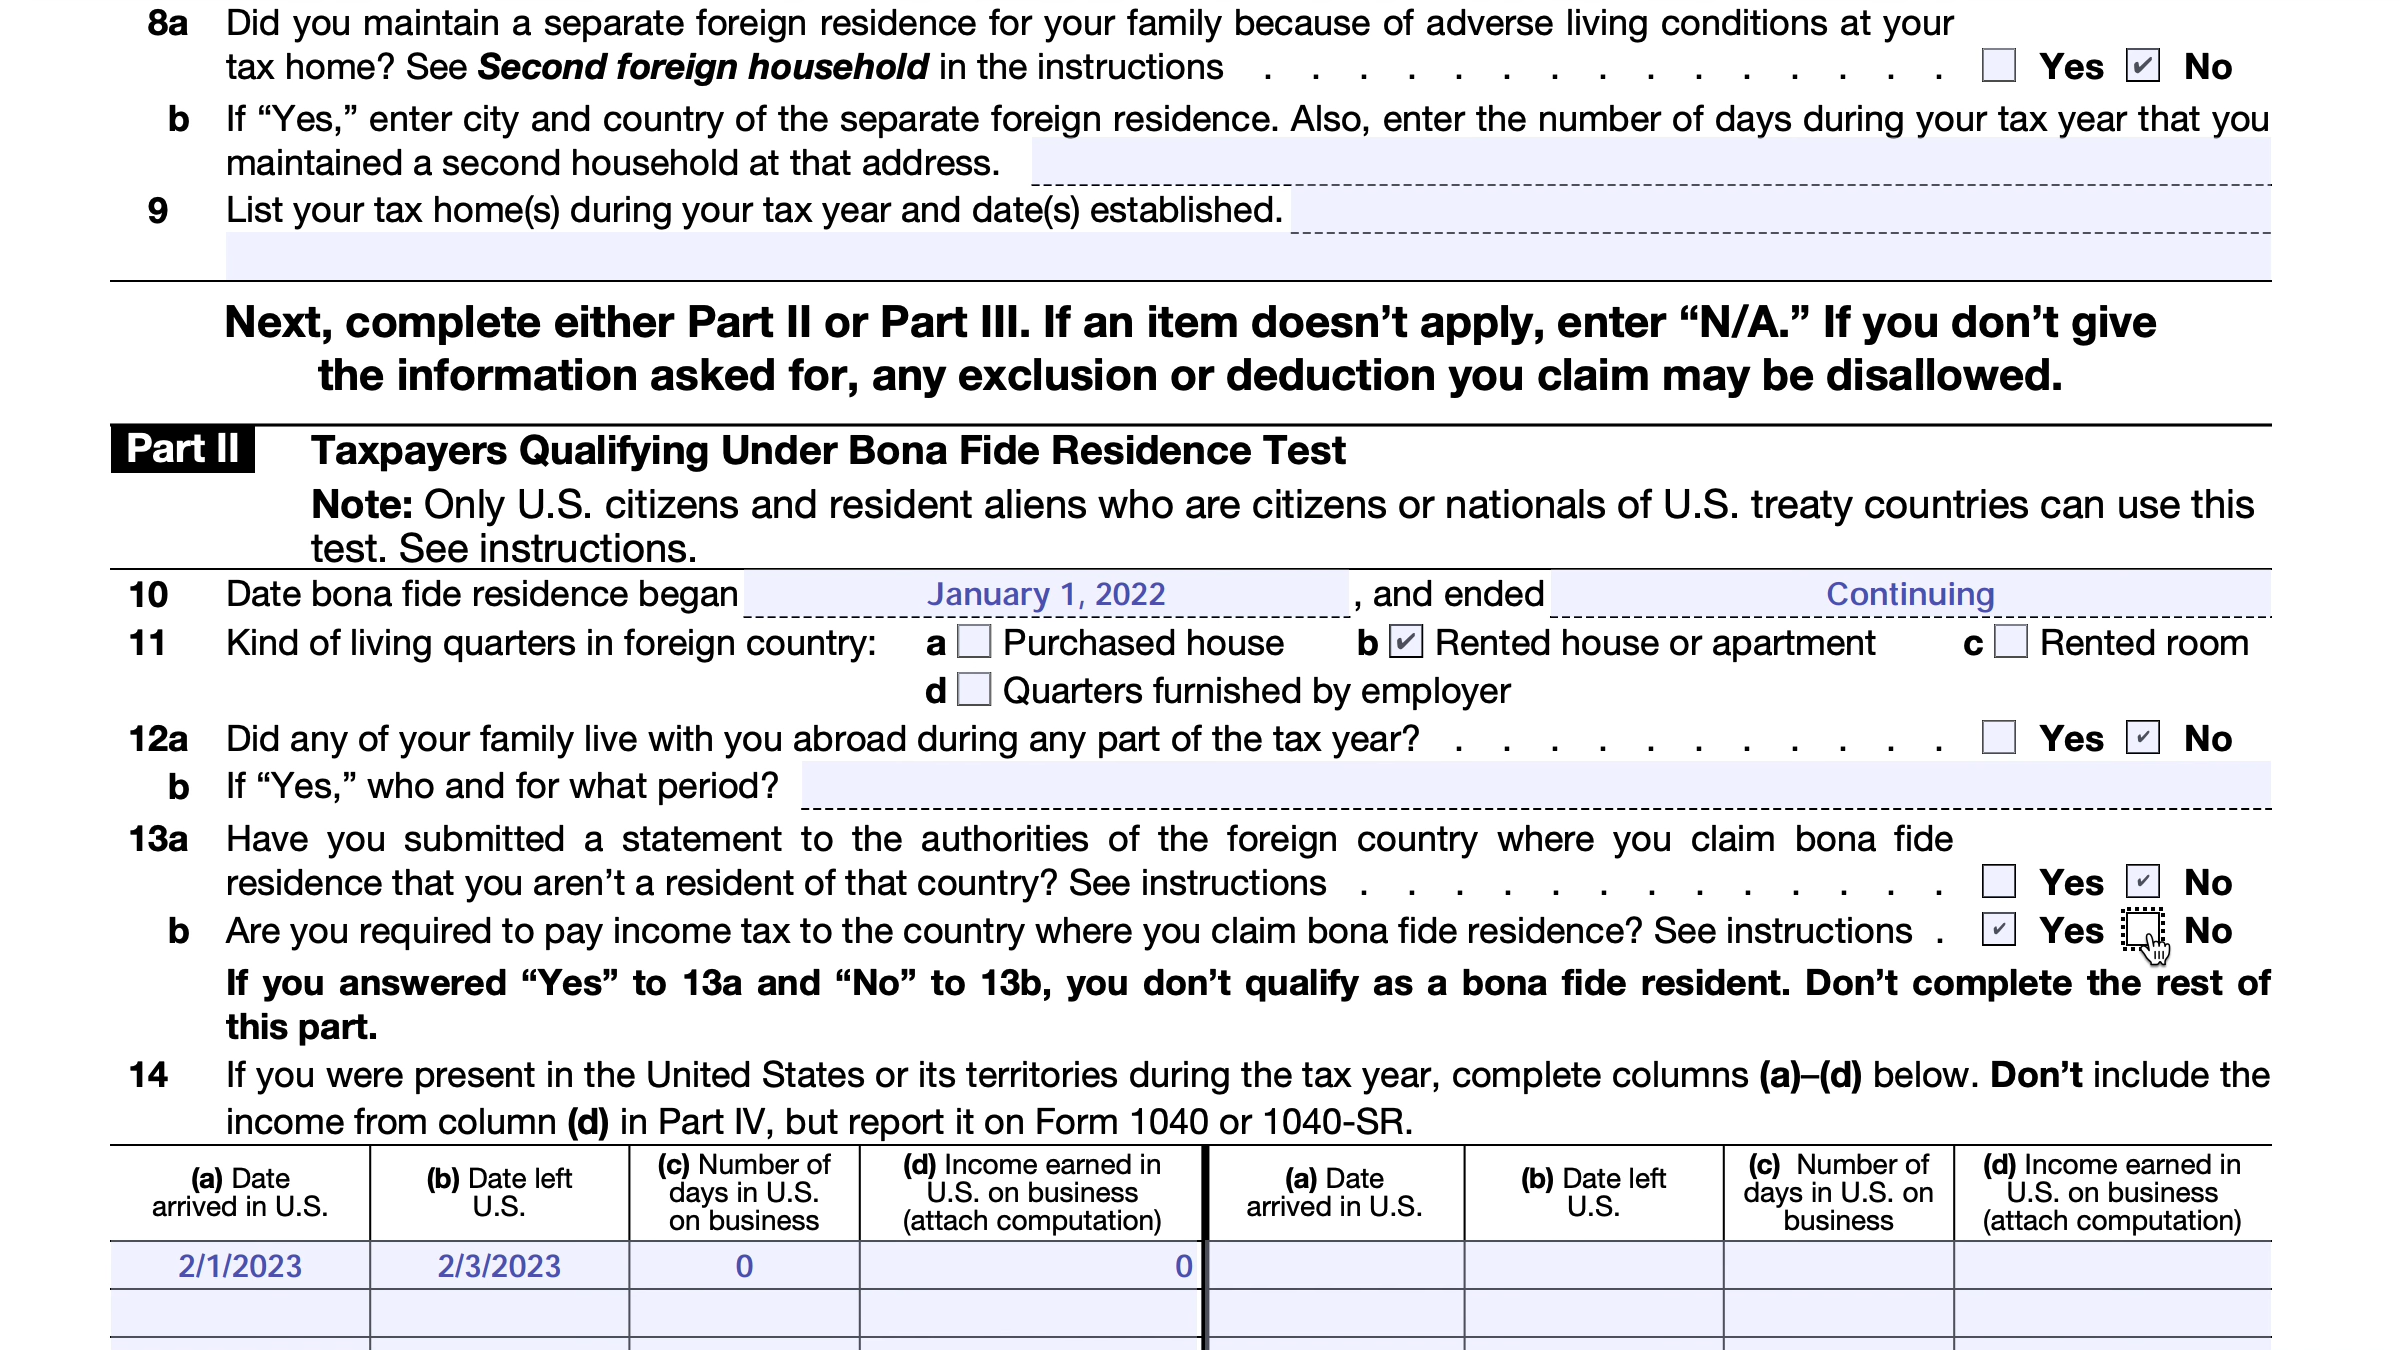 8a Did you maintain a separate foreign residence for your family because of adverse living conditions at your
tax home? See Second foreign household in the instructions . . . . . . . . . . . . . . . ☐ Yes ☑ No
b If “Yes,” enter city and country of the separate foreign residence. Also, enter the number of days during your tax year that you
maintained a second household at that address.
9 List your tax home(s) during your tax year and date(s) established.
Next, complete either Part II or Part III. If an item doesn’t apply, enter “N/A.” If you don’t give
the information asked for, any exclusion or deduction you claim may be disallowed.
Part II Taxpayers Qualifying Under Bona Fide Residence Test
Note: Only U.S. citizens and resident aliens who are citizens or nationals of U.S. treaty countries can use this
test. See instructions.
10 Date bona fide residence began January 1, 2022 , and ended Continuing
11 Kind of living quarters in foreign country: a ☐ Purchased house b ☑ Rented house or apartment c ☐ Rented room
d ☐ Quarters furnished by employer
12a Did any of your family live with you abroad during any part of the tax year? . . . . . . . . . . . ☐ Yes ☑ No
b If “Yes,” who and for what period?
13a Have you submitted a statement to the authorities of the foreign country where you claim bona fide
residence that you aren’t a resident of that country? See instructions . . . . . . . . . . . . . ☐ Yes ☑ No
b Are you required to pay income tax to the country where you claim bona fide residence? See instructions . ☑ Yes ☐ No
If you answered “Yes” to 13a and “No” to 13b, you don’t qualify as a bona fide resident. Don’t complete the rest of
this part.
14 If you were present in the United States or its territories during the tax year, complete columns (a)–(d) below. Don’t include the
income from column (d) in Part IV, but report it on Form 1040 or 1040-SR.
(a) Date
arrived in U.S.
(b) Date left
U.S.
(c) Number of
days in U.S.
on business
(d) Income earned in
U.S. on business
(attach computation)
(a) Date
arrived in U.S.
(b) Date left
U.S.
(c) Number of
days in U.S. on
business
(d) Income earned in
U.S. on business
(attach computation)
2/1/2023 2/3/2023 0 0